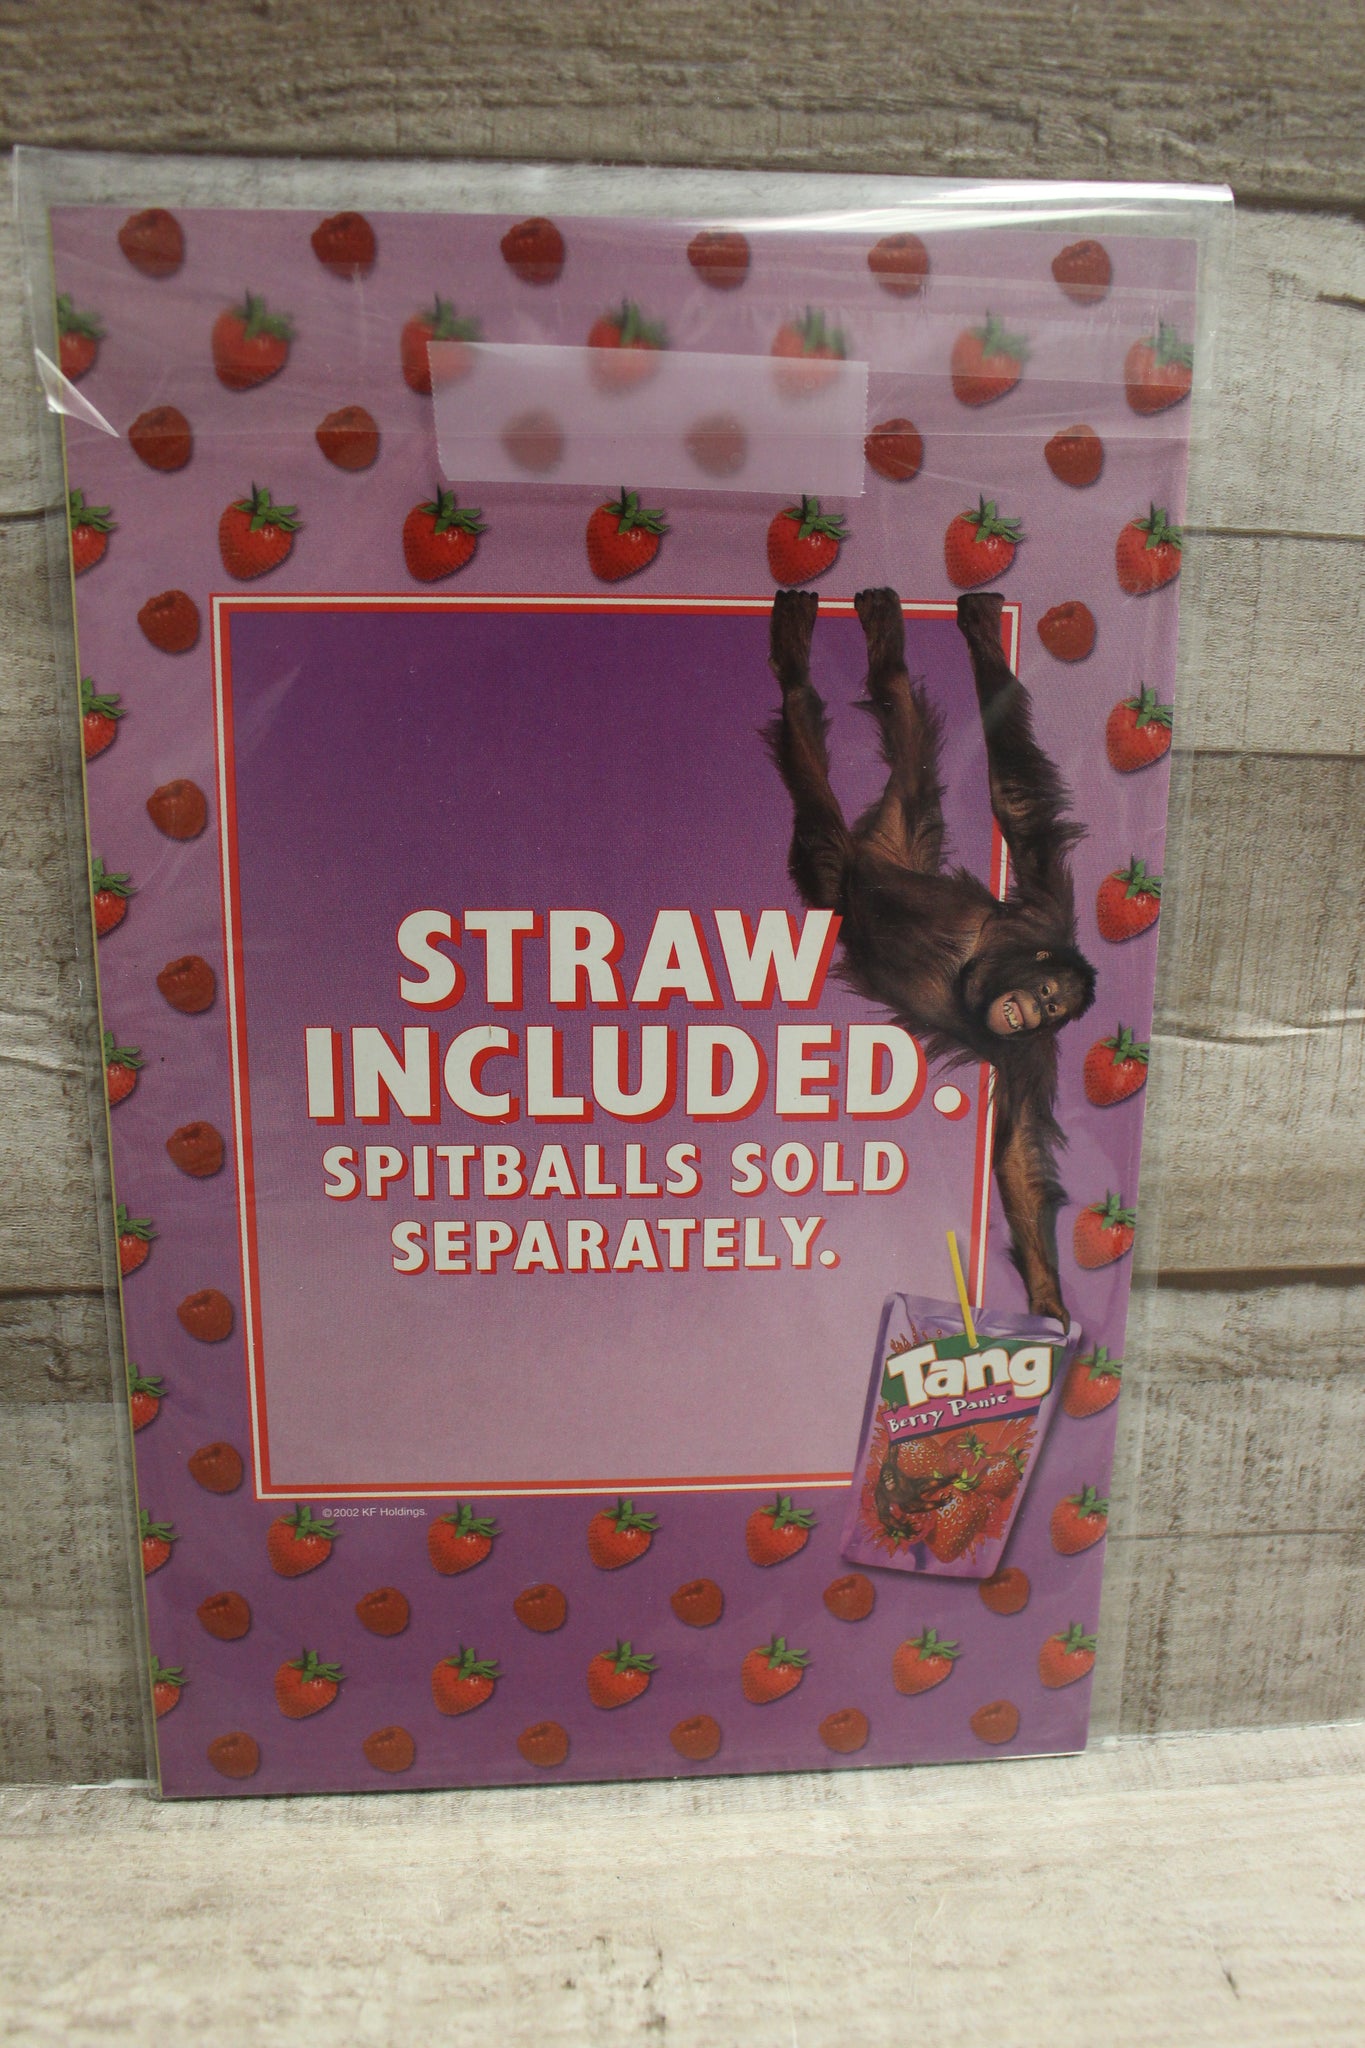 STRAW
INCLUDED.
SPITBALLS SOLD
SEPARATELY.
Tang
Berry Panic
©2002 KF Holdings.